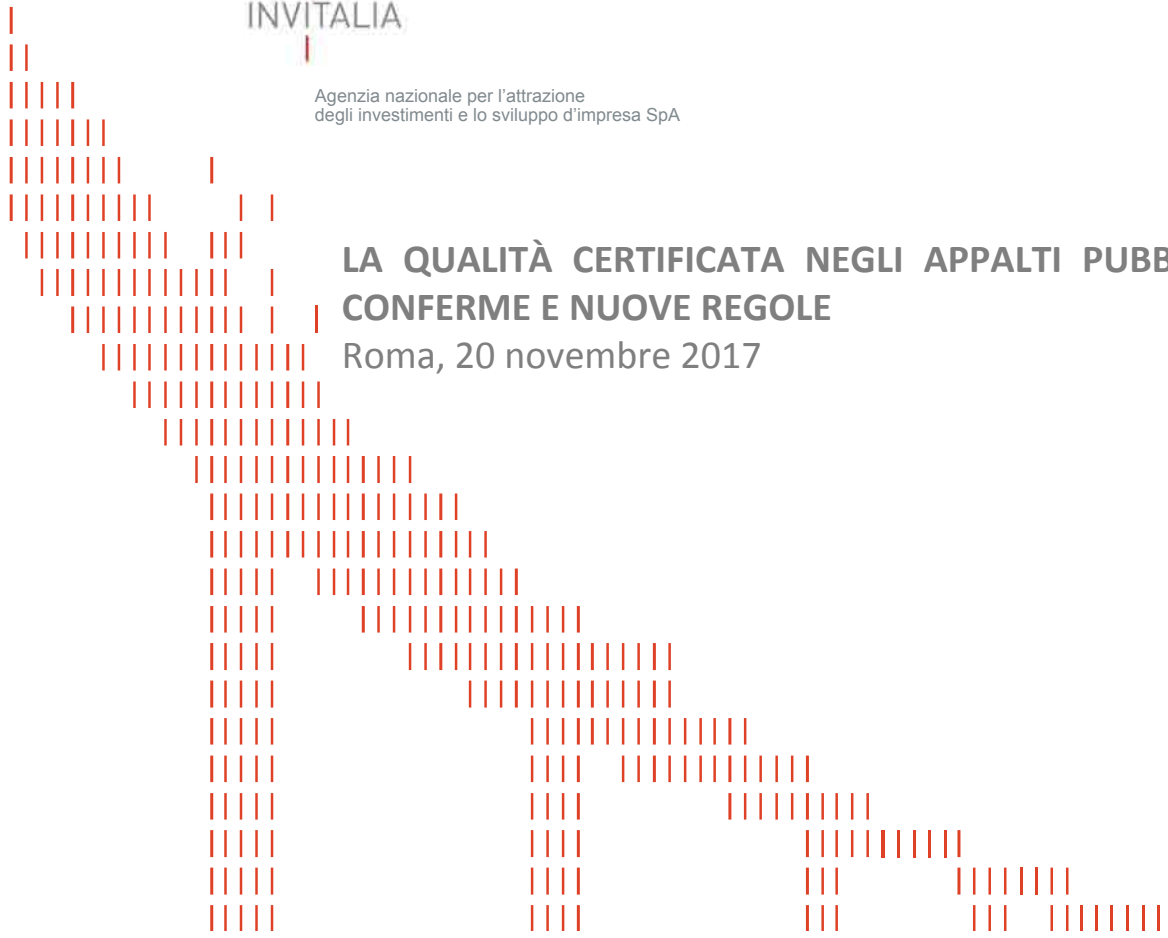 INVITALIA
Agenzia nazionale per l'attrazione
degli investimenti e lo sviluppo d'impresa SpA
LA QUALITÀ CERTIFICATA NEGLI APPALTI PUBB
CONFERME E NUOVE REGOLE
Roma, 20 novembre 2017